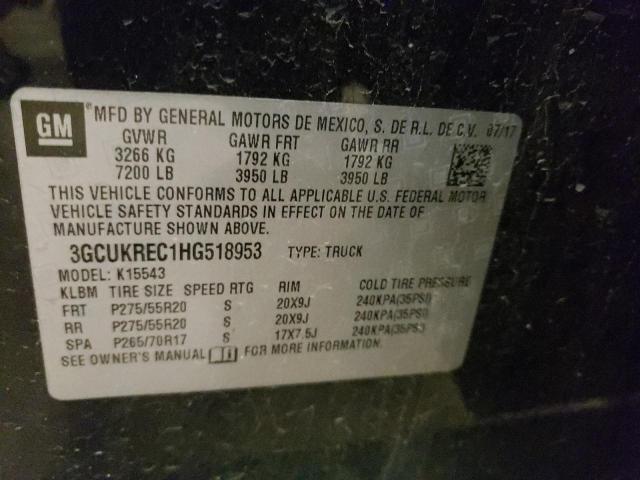 GM ® MFD BY GENERAL MOTORS DE MEXICO, S. DE R.L. DE C.V. 07/17
GVWR GAWR FRT GAWR RR
3266 KG 1792 KG 1792 KG
7200 LB 3950 LB 3950 LB
THIS VEHICLE CONFORMS TO ALL APPLICABLE U.S. FEDERAL MOTOR
VEHICLE SAFETY STANDARDS IN EFFECT ON THE DATE OF
MANUFACTURE SHOWN ABOVE.
3GCUKREC1HG518953 TYPE: TRUCK
MODEL: K15543
KLBM TIRE SIZE SPEED RTG RIM COLD TIRE PRESSURE
FRT P275/55R20 S 20X9J 240KPA(35PSI)
RR P275/55R20 S 20X9J 240KPA(35PSI)
SPA P265/70R17 S 17X7.5J 240KPA(35PSI)
SEE OWNER'S MANUAL FOR MORE INFORMATION.